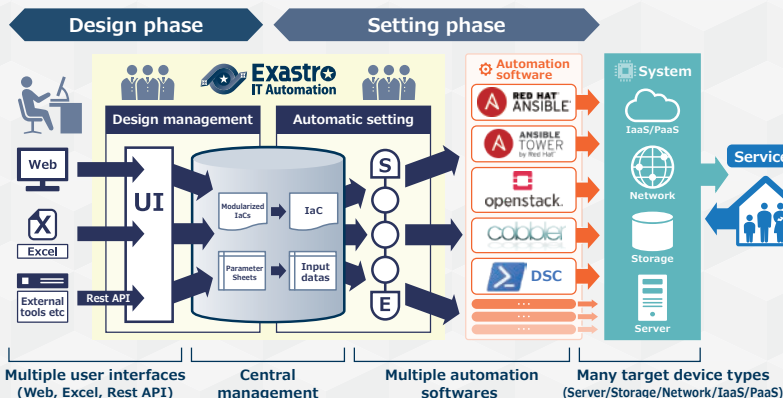 Design phase
Setting phase
Exastro
IT Automation
Automation
software
System
Design management
Automatic setting
RED HAT
ANSIBLE
ANSIBLE
TOWER
by Red Hat
IaaS/PaaS
Web
UI
S
Service
Modularized
IaCs
IaC
openstack.
Network
Excel
cobbler
Parameter
Sheets
Input
datas
Storage
DSC
External
tools etc
Rest API
E
...
...
...
Server
Multiple user interfaces
(Web, Excel, Rest API)
Central
management
Multiple automation
softwares
Many target device types
(Server/Storage/Network/IaaS/PaaS)